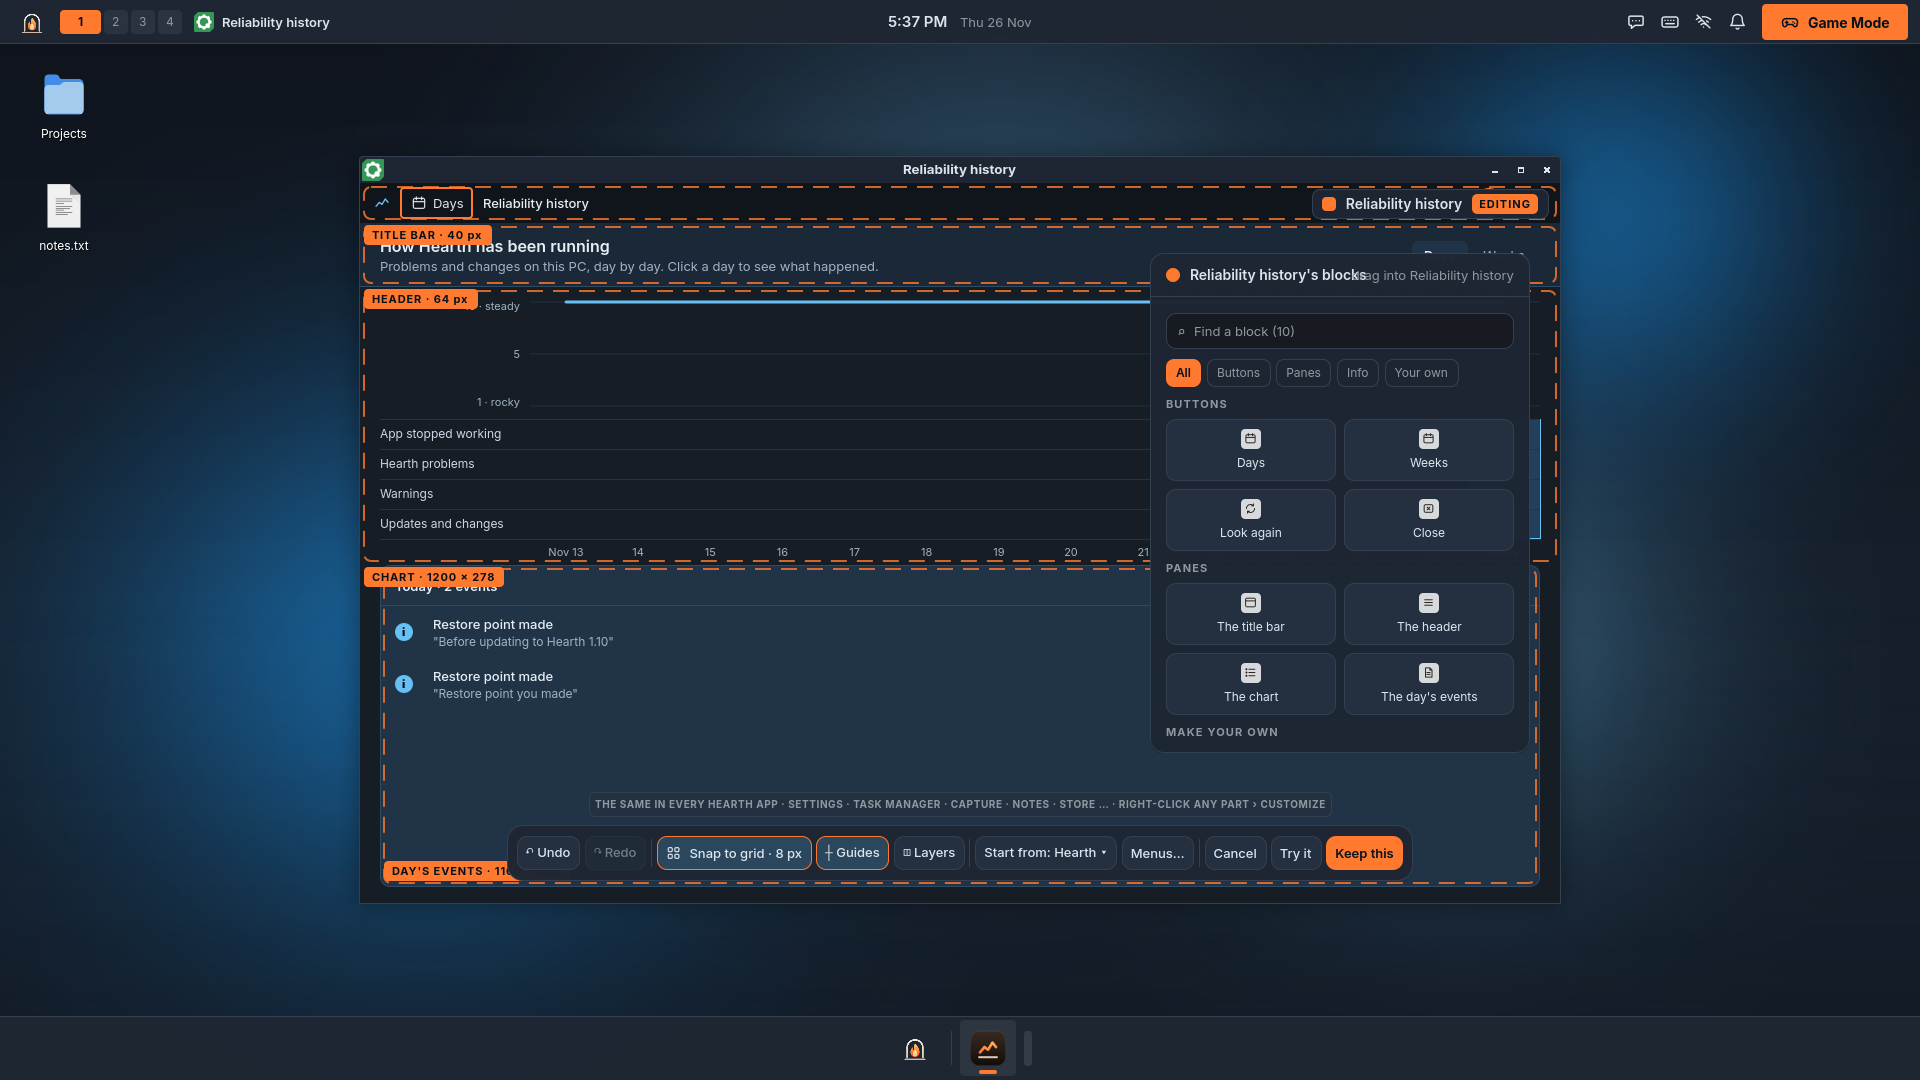 1 2 3 4 Reliability history
5:37 PM Thu 26 Nov
Game Mode
Projects
notes.txt
Reliability history
Days Reliability history
Reliability history EDITING
TITLE BAR · 40 px
How Hearth has been running
Problems and changes on this PC, day by day. Click a day to see what happened.
HEADER · 64 px
· steady
5
1 · rocky
App stopped working
Hearth problems
Warnings
Updates and changes
Nov 13 14 15 16 17 18 19 20 21
CHART · 1200 × 278
Today · 2 events
Restore point made
"Before updating to Hearth 1.10"
Restore point made
"Restore point you made"
Reliability history's blocks into Reliability history
Find a block (10)
All Buttons Panes Info Your own
BUTTONS
Days Weeks
Look again Close
PANES
The title bar The header
The chart The day's events
MAKE YOUR OWN
THE SAME IN EVERY HEARTH APP · SETTINGS · TASK MANAGER · CAPTURE · NOTES · STORE ... · RIGHT-CLICK ANY PART › CUSTOMIZE
Undo Redo Snap to grid · 8 px Guides Layers Start from: Hearth Menus... Cancel Try it Keep this
DAY'S EVENTS ·